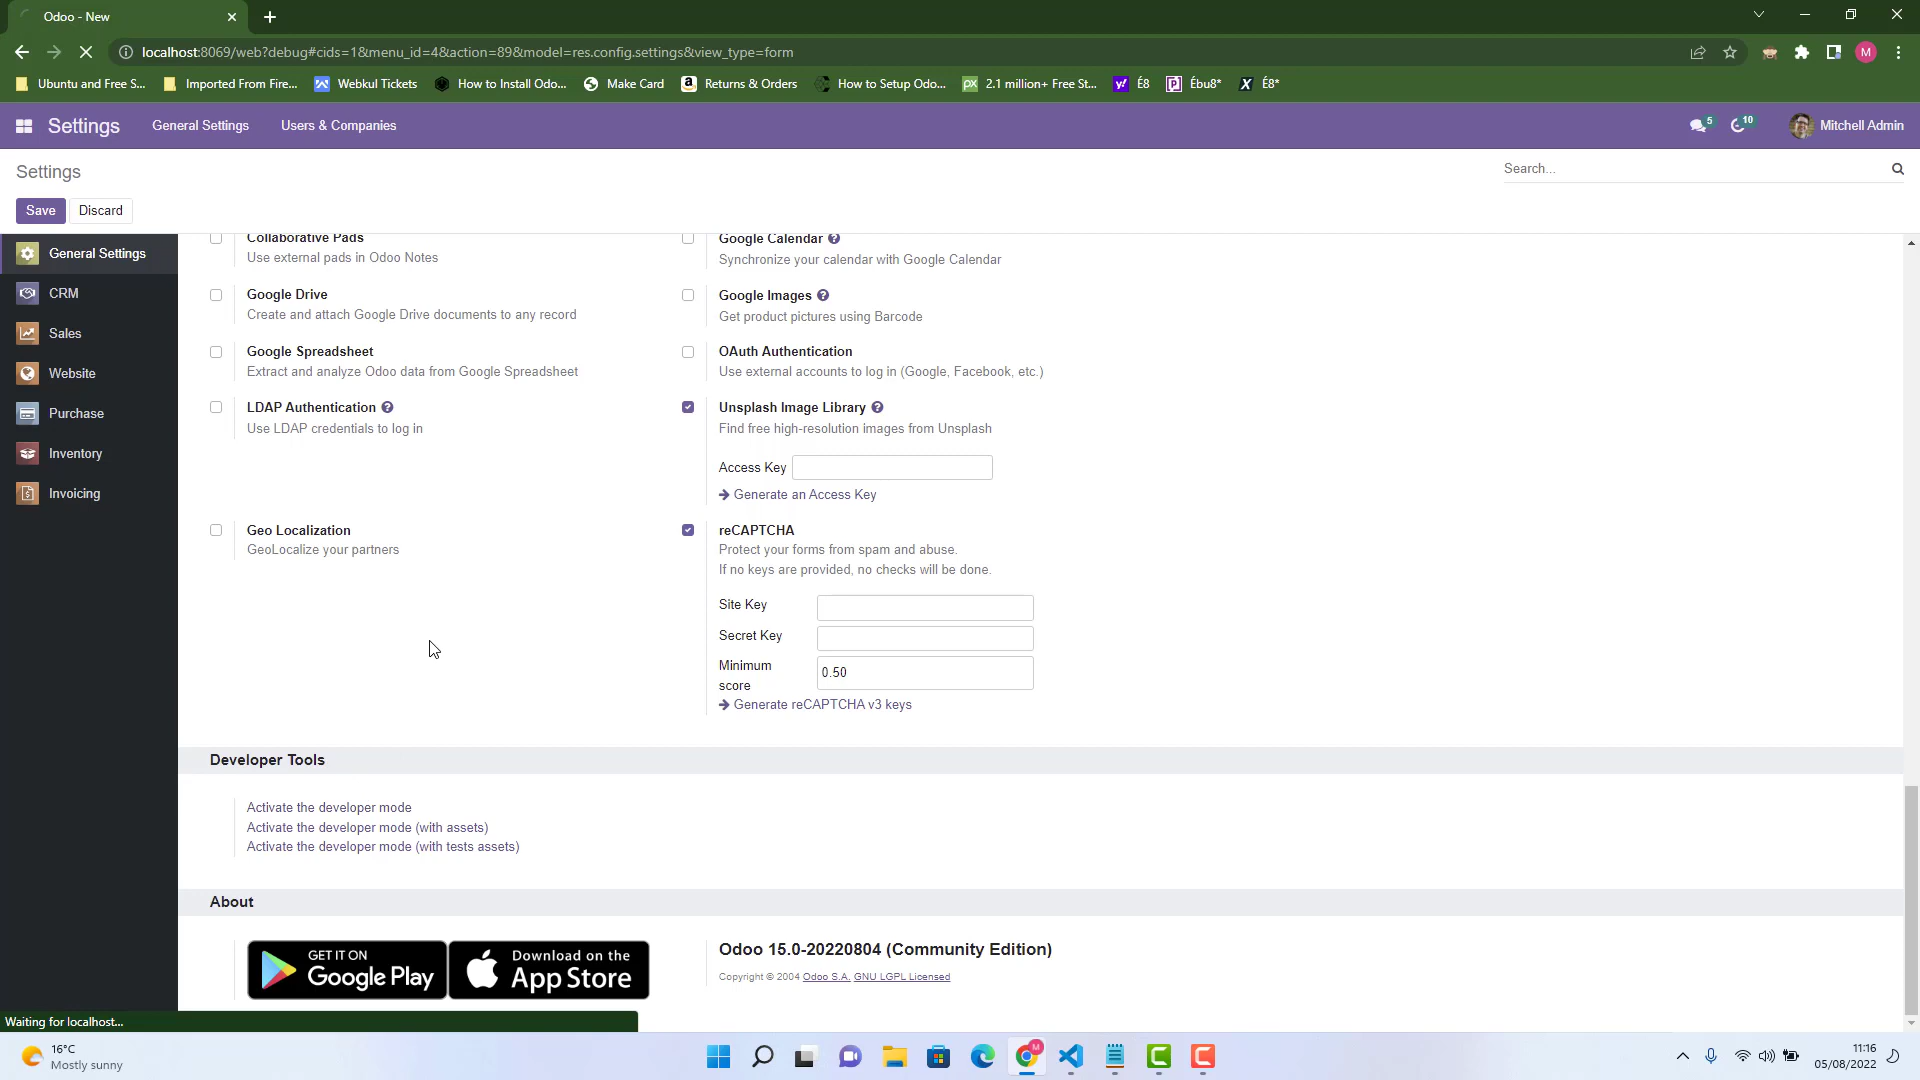 Odoo - New
localhost:8069/web?debug#cids=1&menu_id=4&action=89&model=res.config.settings&view_type=form
M
Ubuntu and Free S...
Imported From Fire...
Webkul Tickets
How to Install Odoo...
Make Card
Returns & Orders
How to Setup Odoo...
2.1 million+ Free St...
É8
Ébu8*
É8*
Settings
General Settings
Users & Companies
5
10
Mitchell Admin
Settings
Search...
Save
Discard
General Settings
CRM
Sales
Website
Purchase
Inventory
Invoicing
Collaborative Pads
Use external pads in Odoo Notes
Google Calendar
Synchronize your calendar with Google Calendar
Google Drive
Create and attach Google Drive documents to any record
Google Images
Get product pictures using Barcode
Google Spreadsheet
Extract and analyze Odoo data from Google Spreadsheet
OAuth Authentication
Use external accounts to log in (Google, Facebook, etc.)
LDAP Authentication
Use LDAP credentials to log in
Unsplash Image Library
Find free high-resolution images from Unsplash
Access Key
Generate an Access Key
Geo Localization
GeoLocalize your partners
reCAPTCHA
Protect your forms from spam and abuse.
If no keys are provided, no checks will be done.
Site Key
Secret Key
Minimum
score
0.50
Generate reCAPTCHA v3 keys
Developer Tools
Activate the developer mode
Activate the developer mode (with assets)
Activate the developer mode (with tests assets)
About
GET IT ON
Google Play
Download on the
App Store
Odoo 15.0-20220804 (Community Edition)
Copyright © 2004 Odoo S.A. GNU LGPL Licensed
Waiting for localhost...
16°C
Mostly sunny
11:16
05/08/2022